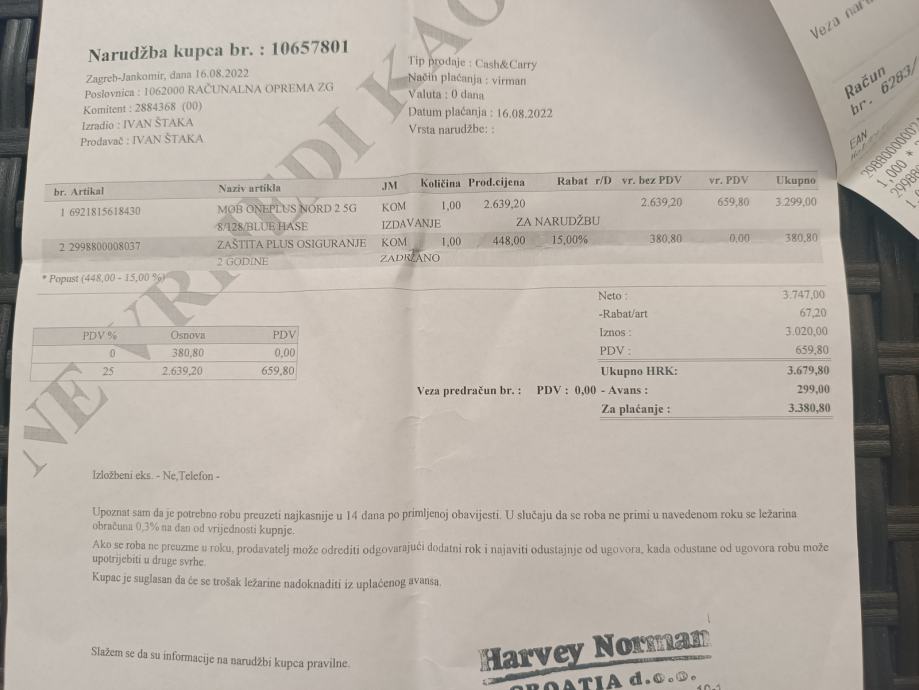 Narudžba kupca br. : 10657801
Zagreb-Jankomir, dana 16.08.2022
Poslovnica : 1062000 RAČUNALNA OPREMA ZG
Komitent : 2884368 (00)
Izradio : IVAN ŠTAKA
Prodavač : IVAN ŠTAKA
Tip prodaje : Cash&Carry
Način plaćanja : virman
Valuta : 0 dana
Datum plaćanja : 16.08.2022
Vrsta narudžbe: :
NE VRIJEDI KAO
br. Artikal Naziv artikla JM Količina Prod.cijena Rabat r/D vr. bez PDV vr. PDV Ukupno
1 6921815618430 MOB ONEPLUS NORD 2 5G KOM 1,00 2.639,20 2.639,20 659,80 3.299,00
8/128/BLUE HASE IZDAVANJE ZA NARUDŽBU
2 2998800008037 ZAŠTITA PLUS OSIGURANJE KOM 1,00 448,00 15,00% 380,80 0,00 380,80
2 GODINE ZADRŽANO
* Popust (448,00 - 15,00 %)
PDV % Osnova PDV
0 380,80 0,00
25 2.639,20 659,80
Neto : 3.747,00
-Rabat/art 67,20
Iznos : 3.020,00
PDV : 659,80
Ukupno HRK: 3.679,80
Veza predračun br. : PDV : 0,00 - Avans : 299,00
Za plaćanje : 3.380,80
Izložbeni eks. - Ne,Telefon -
Upoznat sam da je potrebno robu preuzeti najkasnije u 14 dana po primljenoj obavijesti. U slučaju da se roba ne primi u navedenom roku se ležarina
obračuna 0,3% na dan od vrijednosti kupnje.
Ako se roba ne preuzme u roku, prodavatelj može odrediti odgovarajući dodatni rok i najaviti odustajnje od ugovora, kada odustane od ugovora robu može
upotrijebiti u druge svrhe.
Kupac je suglasan da će se trošak ležarine nadoknaditi iz uplaćenog avansa.
Slažem se da su informacije na narudžbi kupca pravilne.
Harvey Norman
CROATIA d.o.o.
Veza
Račun
br. 6283/
EAN
1,000 *